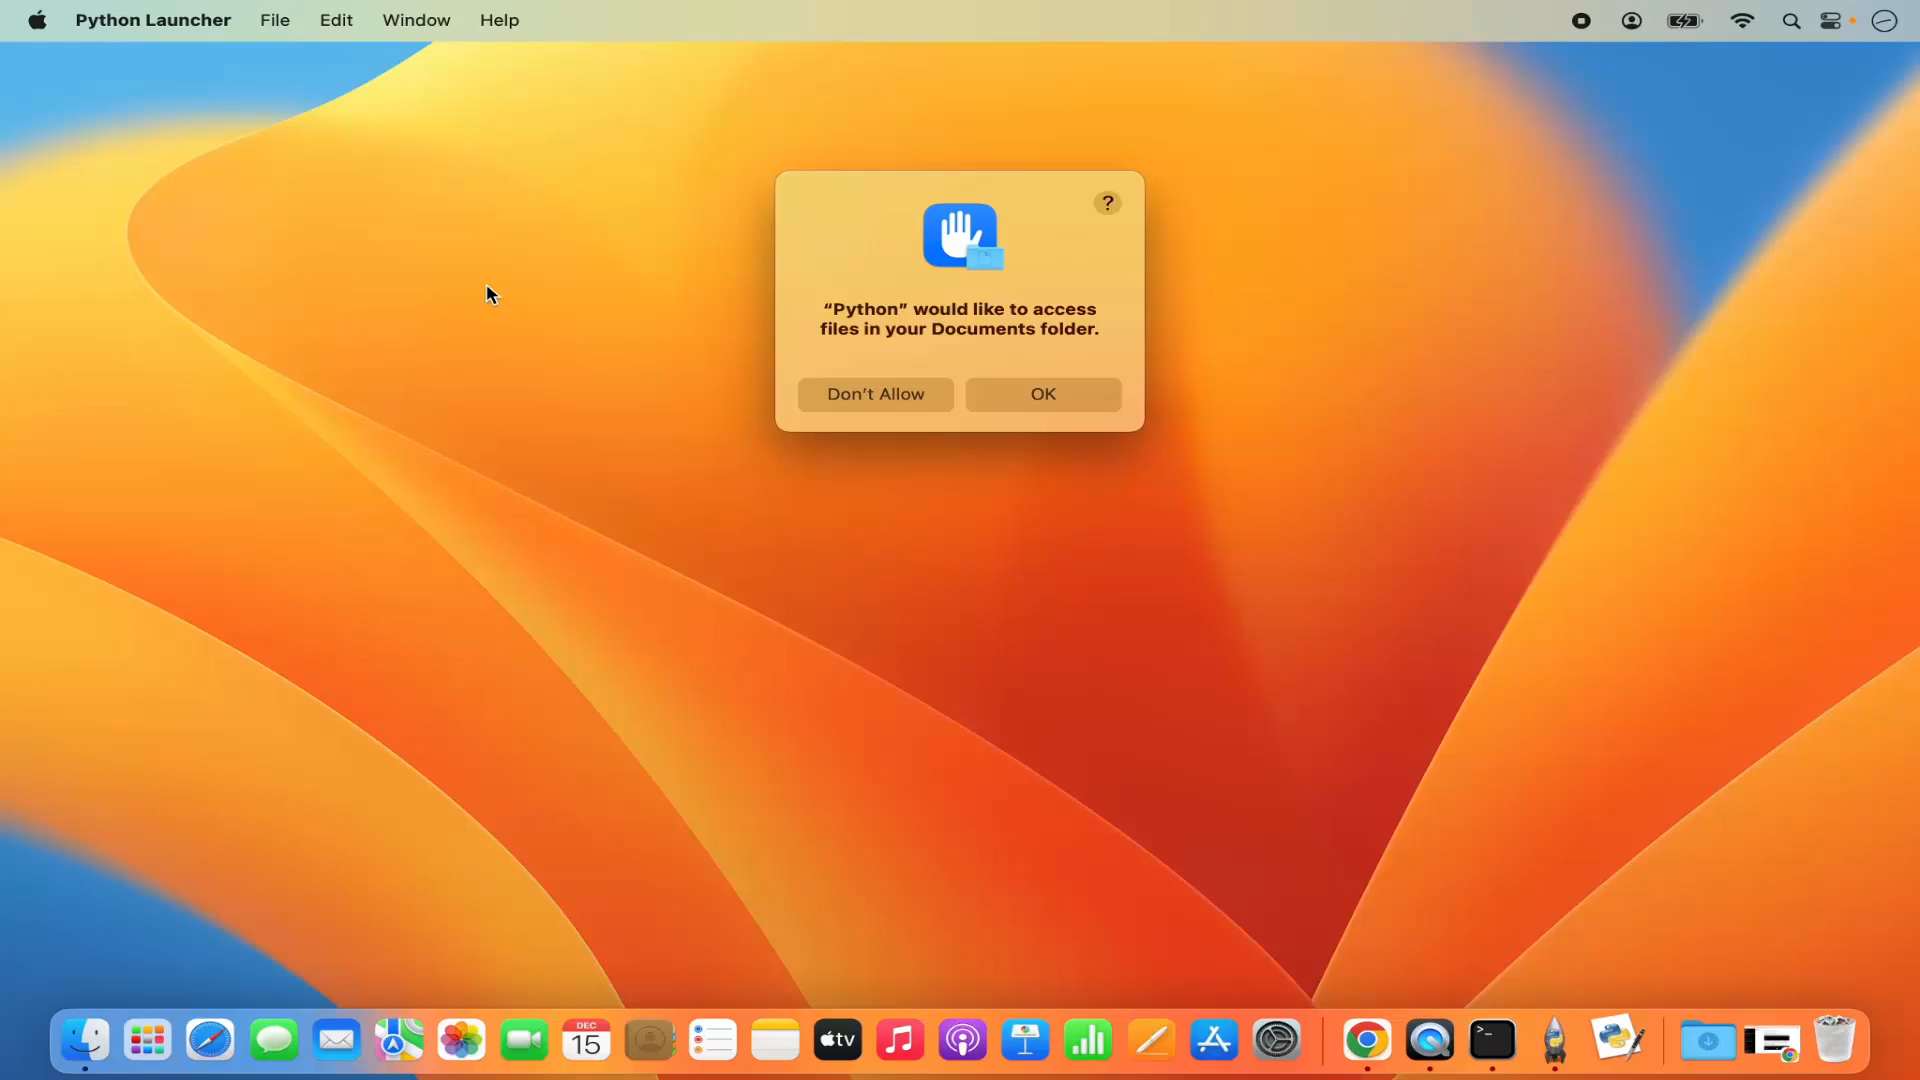 Python Launcher File Edit Window Help
?
“Python” would like to access
files in your Documents folder.
Don’t Allow OK
DEC
15
tv
>_